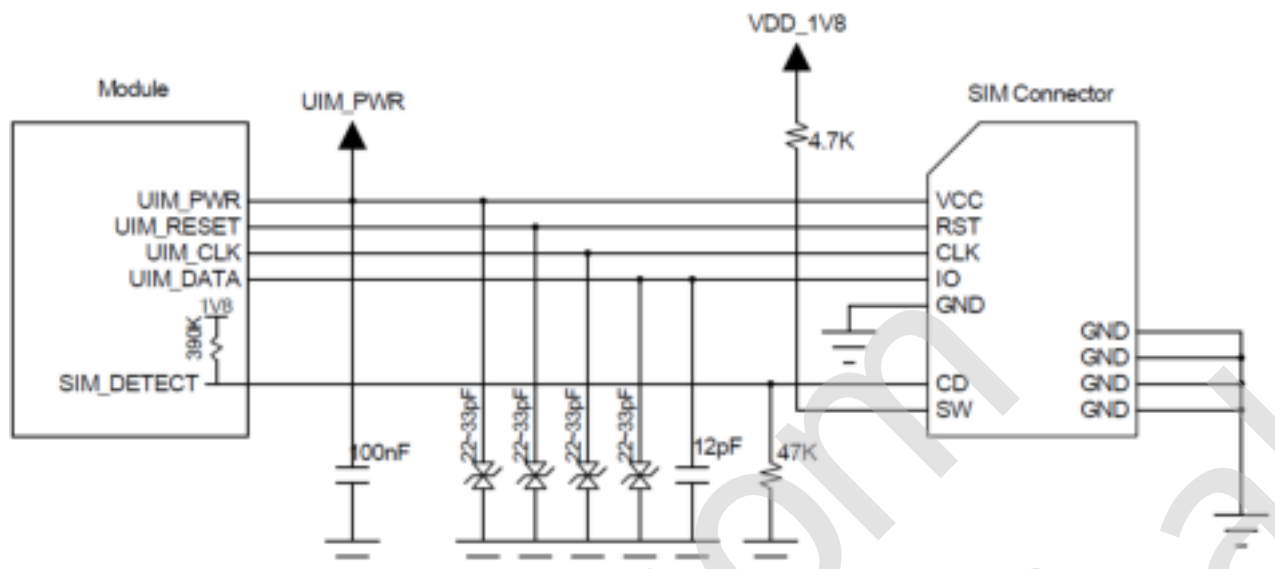 VDD_1V8
Module
SIM Connector
UIM_PWR
4.7K
UIM_PWR
VCC
UIM_RESET
RST
UIM_CLK
CLK
UIM_DATA
IO
1V8
GND
390K
GND
GND
SIM_DETECT
CD
GND
SW
GND
100nF
22~33pF
22~33pF
22~33pF
22~33pF
12pF
47K